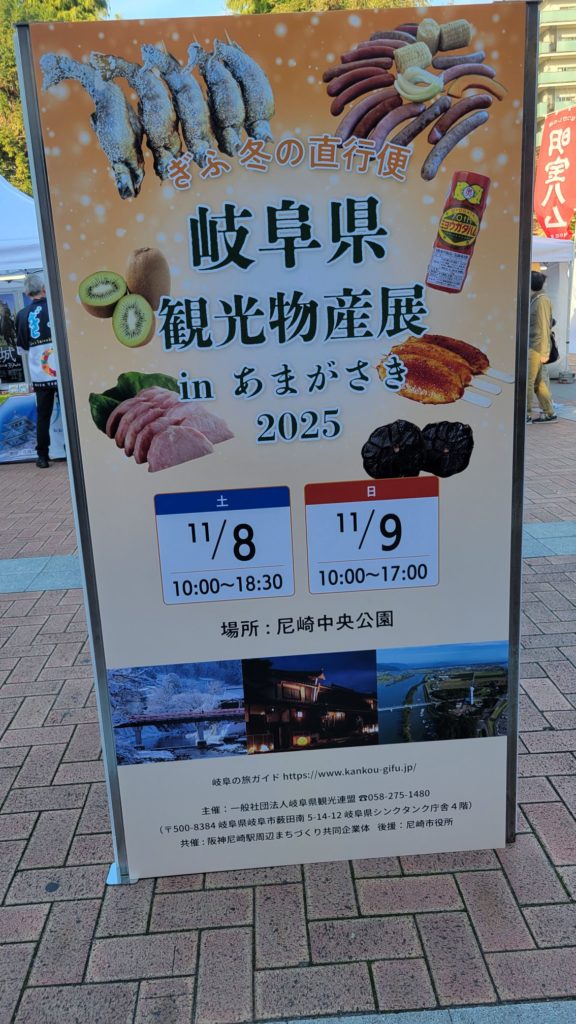 ぎふ 冬の直行便
岐阜県
観光物産展
in あまがさき
2025
土
11/8
10:00〜18:30
日
11/9
10:00〜17:00
場所：尼崎中央公園
岐阜の旅ガイド https://www.kankou-gifu.jp/
主催：一般社団法人岐阜県観光連盟 ☎058-275-1480
（〒500-8384 岐阜県岐阜市薮田南 5-14-12 岐阜県シンクタンク庁舎４階）
共催：阪神尼崎駅周辺まちづくり共同企業体 後援：尼崎市役所
明宝ハム
城